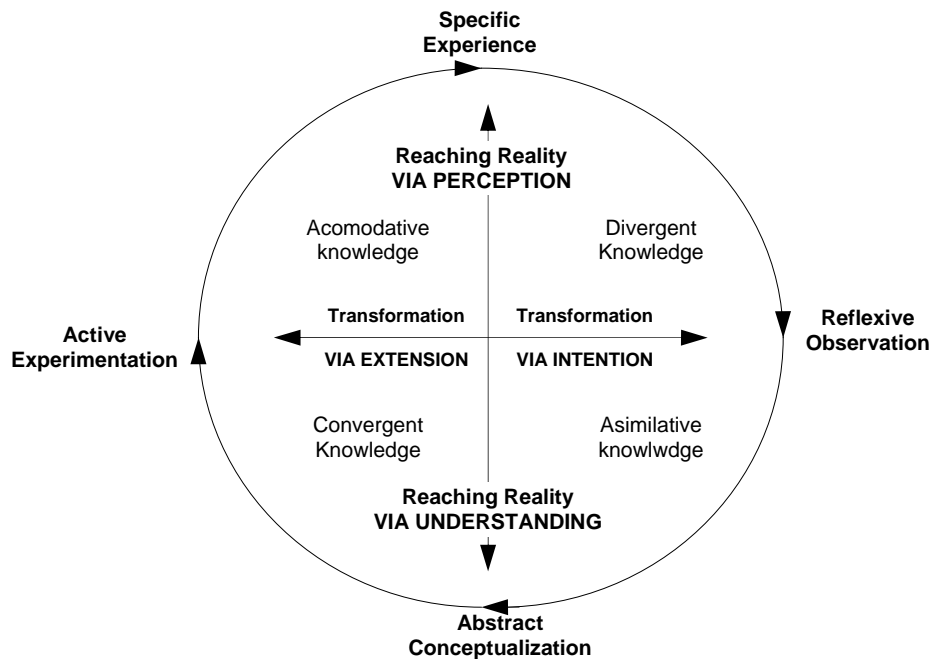 Specific
Experience
Reaching Reality
VIA PERCEPTION
Acomodative
knowledge
Divergent
Knowledge
Transformation
Transformation
Active
Experimentation
Reflexive
Observation
VIA EXTENSION
VIA INTENTION
Convergent
Knowledge
Asimilative
knowlwdge
Reaching Reality
VIA UNDERSTANDING
Abstract
Conceptualization